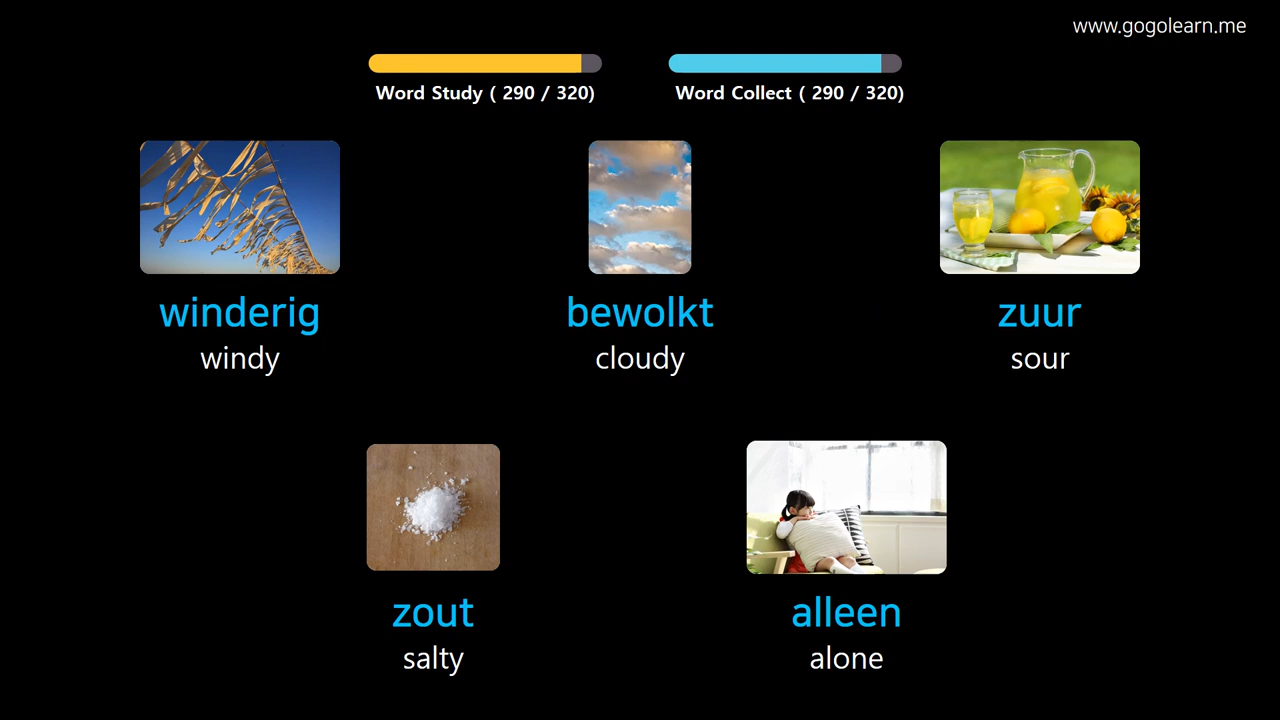 www.gogolearn.me
Word Study ( 290 / 320)
Word Collect ( 290 / 320)
winderig
windy
bewolkt
cloudy
zuur
sour
zout
salty
alleen
alone